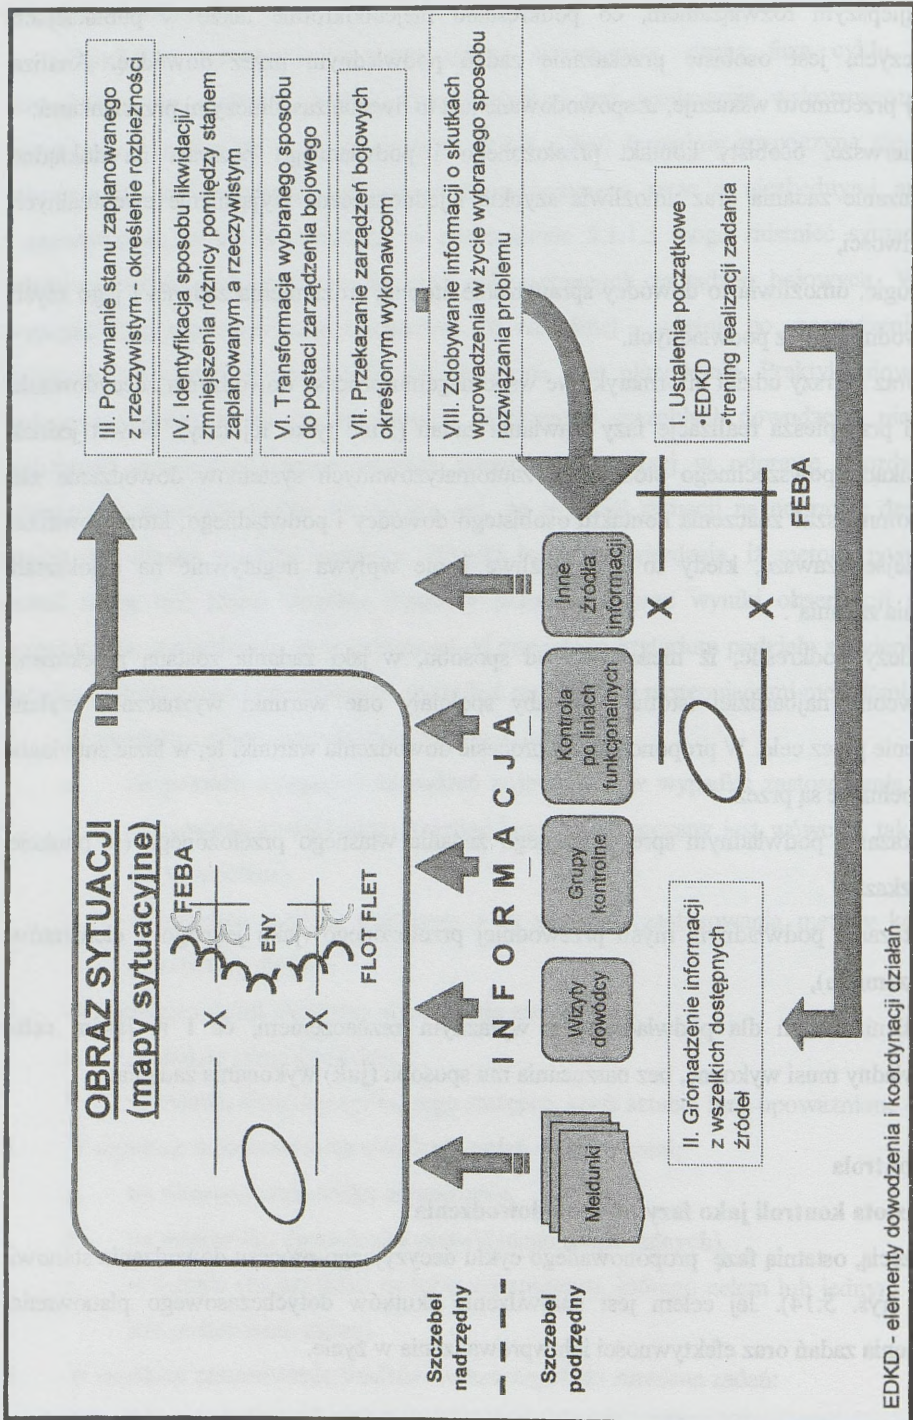 OBRAZ SYTUACJI
(mapy sytuacyjne)
FEBA
X
X
ENY
FLOT FLET
III. Porównanie stanu zaplanowanego
z rzeczywistym – określenie rozbieżności
V. Identyfikacja sposobu likwidacji/
zmniejszenia różnicy pomiędzy stanem
zaplanowanym a rzeczywistym
VI. Transformacja wybranego sposobu
do postaci zarządzenia bojowego
VII. Przekazanie zarządzeń bojowych
określonym wykonawcom
VIII. Zdobywanie informacji o skutkach
wprowadzenia w życie wybranego sposobu
rozwiązania problemu
Szczebel
nadrzędny
INFORMACJA
Szczebel
podrzędny
Meldunki
Wizyty
dowódcy
Grupy
kontrolne
Kontrola
po liniach
funkcjonalnych
Inne
źródła
informacji
II. Gromadzenie informacji
z wszelkich dostępnych
źródeł
X
X
FEBA
I. Ustalenia początkowe
- EDKD
- trening realizacji zadania
EDKD - elementy dowodzenia i koordynacji działań